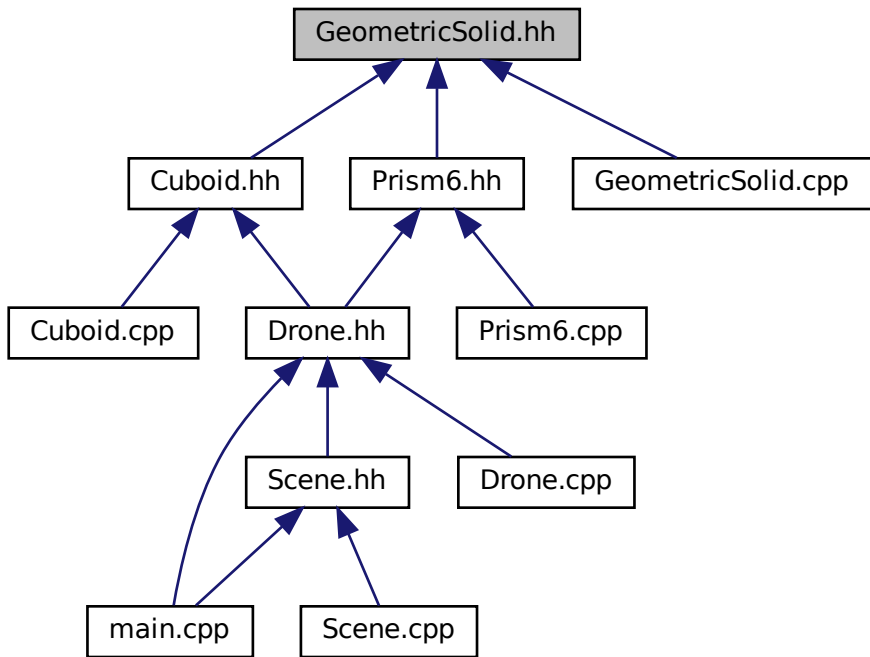 GeometricSolid.hh
Cuboid.hh
Prism6.hh
GeometricSolid.cpp
Cuboid.cpp
Drone.hh
Prism6.cpp
Scene.hh
Drone.cpp
main.cpp
Scene.cpp